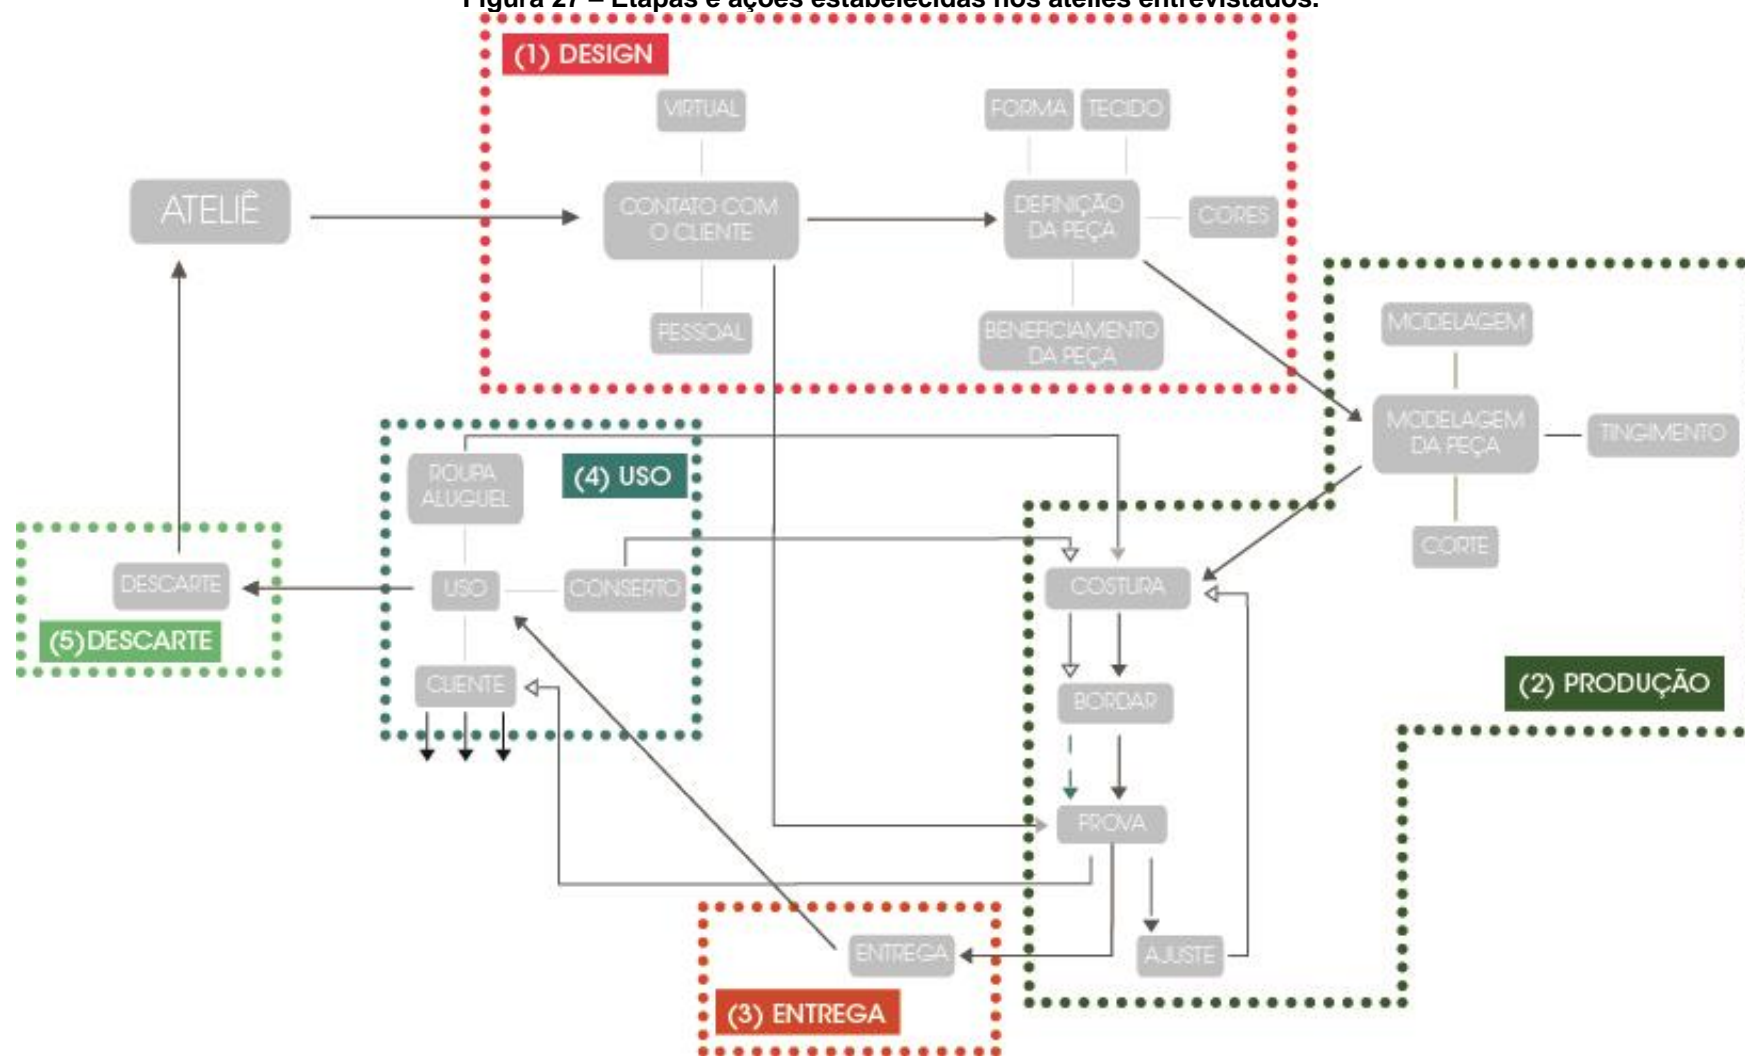 Figura 27 – Etapas e ações estabelecidas nos ateliês entrevistados.
(1) DESIGN
VIRTUAL
FORMA
TECIDO
ATELIÊ
CONTATO COM
O CLIENTE
DEFINIÇÃO
DA PEÇA
CORES
PESSOAL
BENEFICIAMENTO
DA PEÇA
MODELAGEM
MODELAGEM
DA PEÇA
TINGIMENTO
CORTE
(2) PRODUÇÃO
ROUPA
ALUGUEL
(4) USO
USO
CONSERTO
CLIENTE
DESCARTE
(5)DESCARTE
COSTURA
BORDAR
PROVA
AJUSTE
ENTREGA
(3) ENTREGA